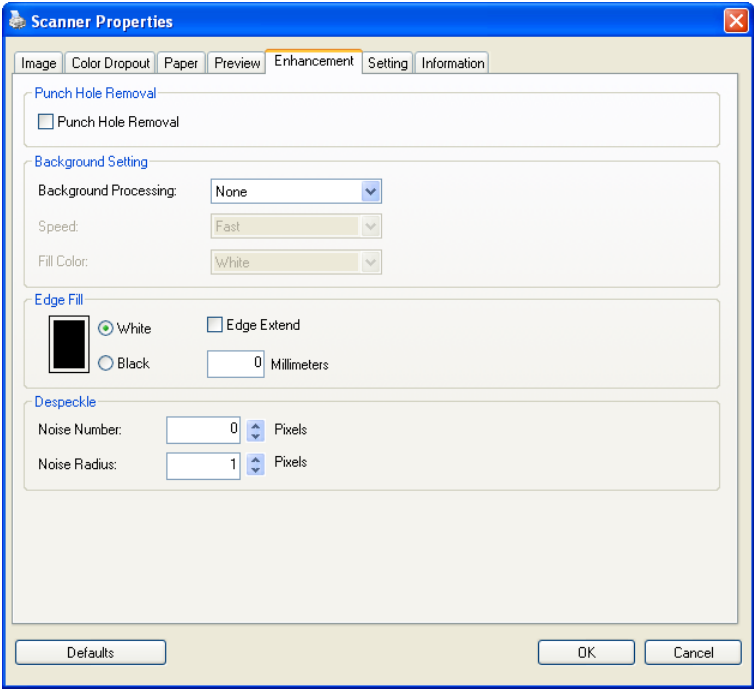 Scanner Properties
Image Color Dropout Paper Preview Enhancement Setting Information
Punch Hole Removal
Punch Hole Removal
Background Setting
Background Processing: None
Speed: Fast
Fill Color: White
Edge Fill
White Edge Extend
Black 0 Millimeters
Despeckle
Noise Number: 0 Pixels
Noise Radius: 1 Pixels
Defaults OK Cancel